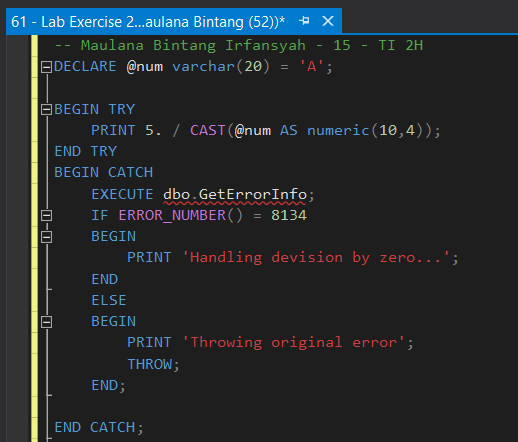 61 - Lab Exercise 2...aulana Bintang (52))*
-- Maulana Bintang Irfansyah - 15 - TI 2H
DECLARE @num varchar(20) = 'A';
BEGIN TRY
PRINT 5. / CAST(@num AS numeric(10,4));
END TRY
BEGIN CATCH
EXECUTE dbo.GetErrorInfo;
IF ERROR_NUMBER() = 8134
BEGIN
PRINT 'Handling devision by zero...';
END
ELSE
BEGIN
PRINT 'Throwing original error';
THROW;
END;
END CATCH;